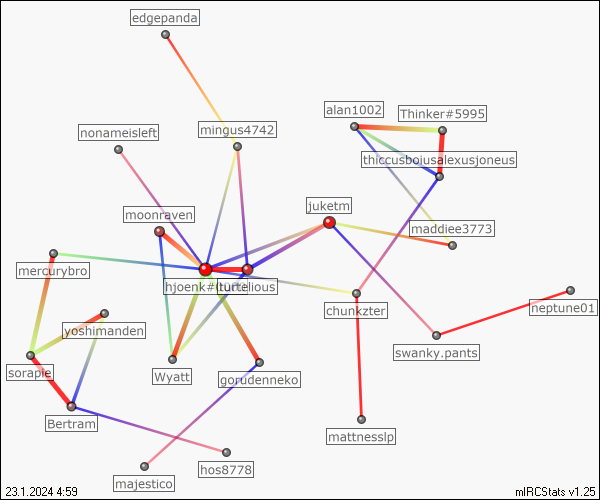 edgepanda
alan1002
Thinker#5995
nonameisleft
mingus4742
thiccusboiusalexusjoneus
juketm
moonraven
maddiee3773
mercurybro
hjoenk#
turtelious
chunkzter
neptune01
yoshimanden
swanky.pants
sorapie
Wyatt
gorudenneko
Bertram
mattnesslp
hos8778
majestico
23.1.2024 4:59
mIRCStats v1.25